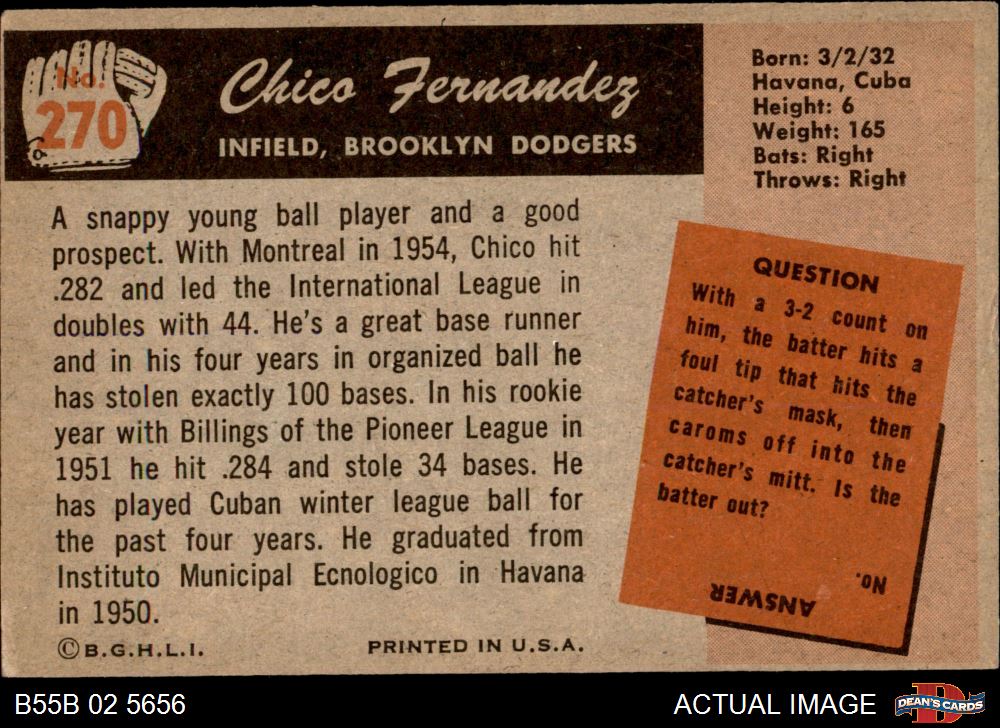 No.
270
Chico Fernandez
INFIELD, BROOKLYN DODGERS
Born: 3/2/32
Havana, Cuba
Height: 6
Weight: 165
Bats: Right
Throws: Right
A snappy young ball player and a good
prospect. With Montreal in 1954, Chico hit
.282 and led the International League in
doubles with 44. He's a great base runner
and in his four years in organized ball he
has stolen exactly 100 bases. In his rookie
year with Billings of the Pioneer League in
1951 he hit .284 and stole 34 bases. He
has played Cuban winter league ball for
the past four years. He graduated from
Instituto Municipal Ecnologico in Havana
in 1950.
QUESTION
With a 3-2 count on
him, the batter hits a
foul tip that hits the
catcher's mask, then
caroms off into the
catcher's mitt. Is the
batter out?
ANSWER
No.
©B.G.H.L.I.
PRINTED IN U.S.A.
B55B 02 5656
ACTUAL IMAGE
D
DEAN'S CARDS